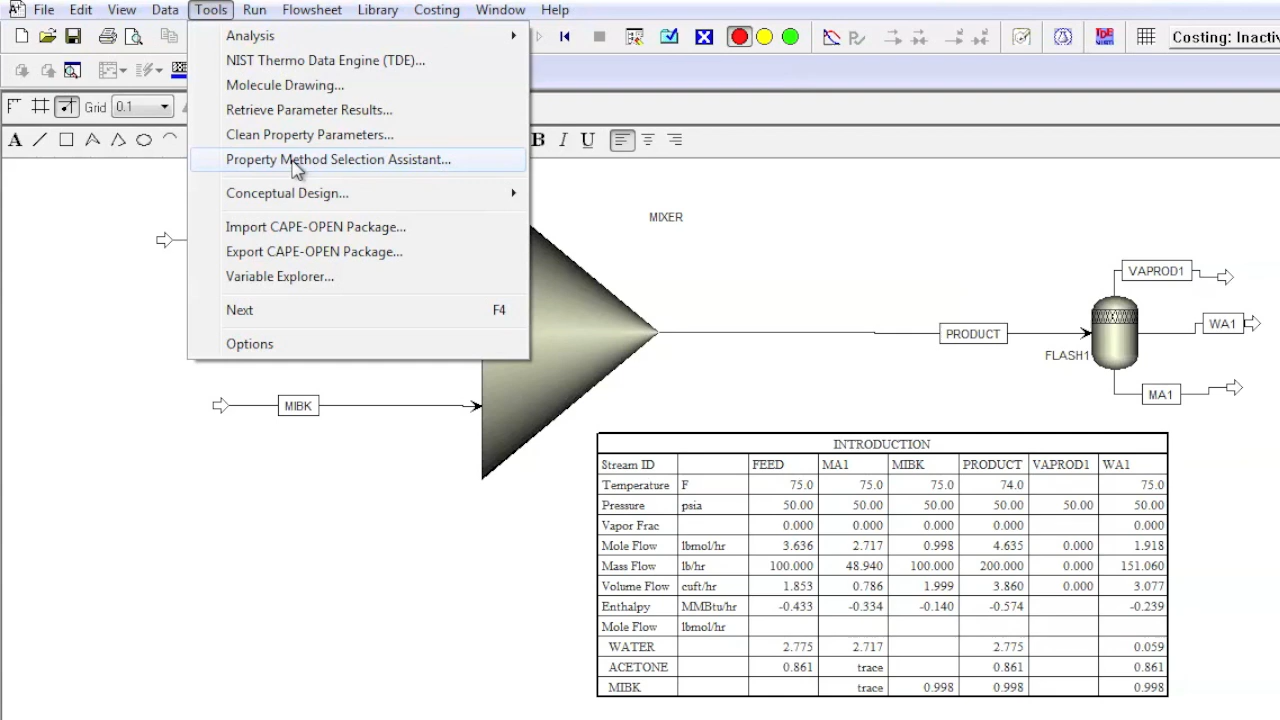 File Edit View Data Tools Run Flowsheet Library Costing Window Help
Costing: Inacti
Analysis
NIST Thermo Data Engine (TDE)...
Molecule Drawing...
Retrieve Parameter Results...
Clean Property Parameters...
Property Method Selection Assistant...
Conceptual Design...
Import CAPE-OPEN Package...
Export CAPE-OPEN Package...
Variable Explorer...
Next F4
Options
Grid 0.1
A B I U
MIXER
VAPROD1
WA1
PRODUCT
FLASH1
MA1
MIBK
INTRODUCTION
Stream ID FEED MA1 MIBK PRODUCT VAPROD1 WA1
Temperature F 75.0 75.0 75.0 74.0 75.0
Pressure psia 50.00 50.00 50.00 50.00 50.00 50.00
Vapor Frac 0.000 0.000 0.000 0.000 0.000
Mole Flow lbmol/hr 3.636 2.717 0.998 4.635 0.000 1.918
Mass Flow lb/hr 100.000 48.940 100.000 200.000 0.000 151.060
Volume Flow cuft/hr 1.853 0.786 1.999 3.860 0.000 3.077
Enthalpy MMBtu/hr -0.433 -0.334 -0.140 -0.574 -0.239
Mole Flow lbmol/hr
WATER 2.775 2.717 2.775 0.059
ACETONE 0.861 trace 0.861 0.861
MIBK trace 0.998 0.998 0.998